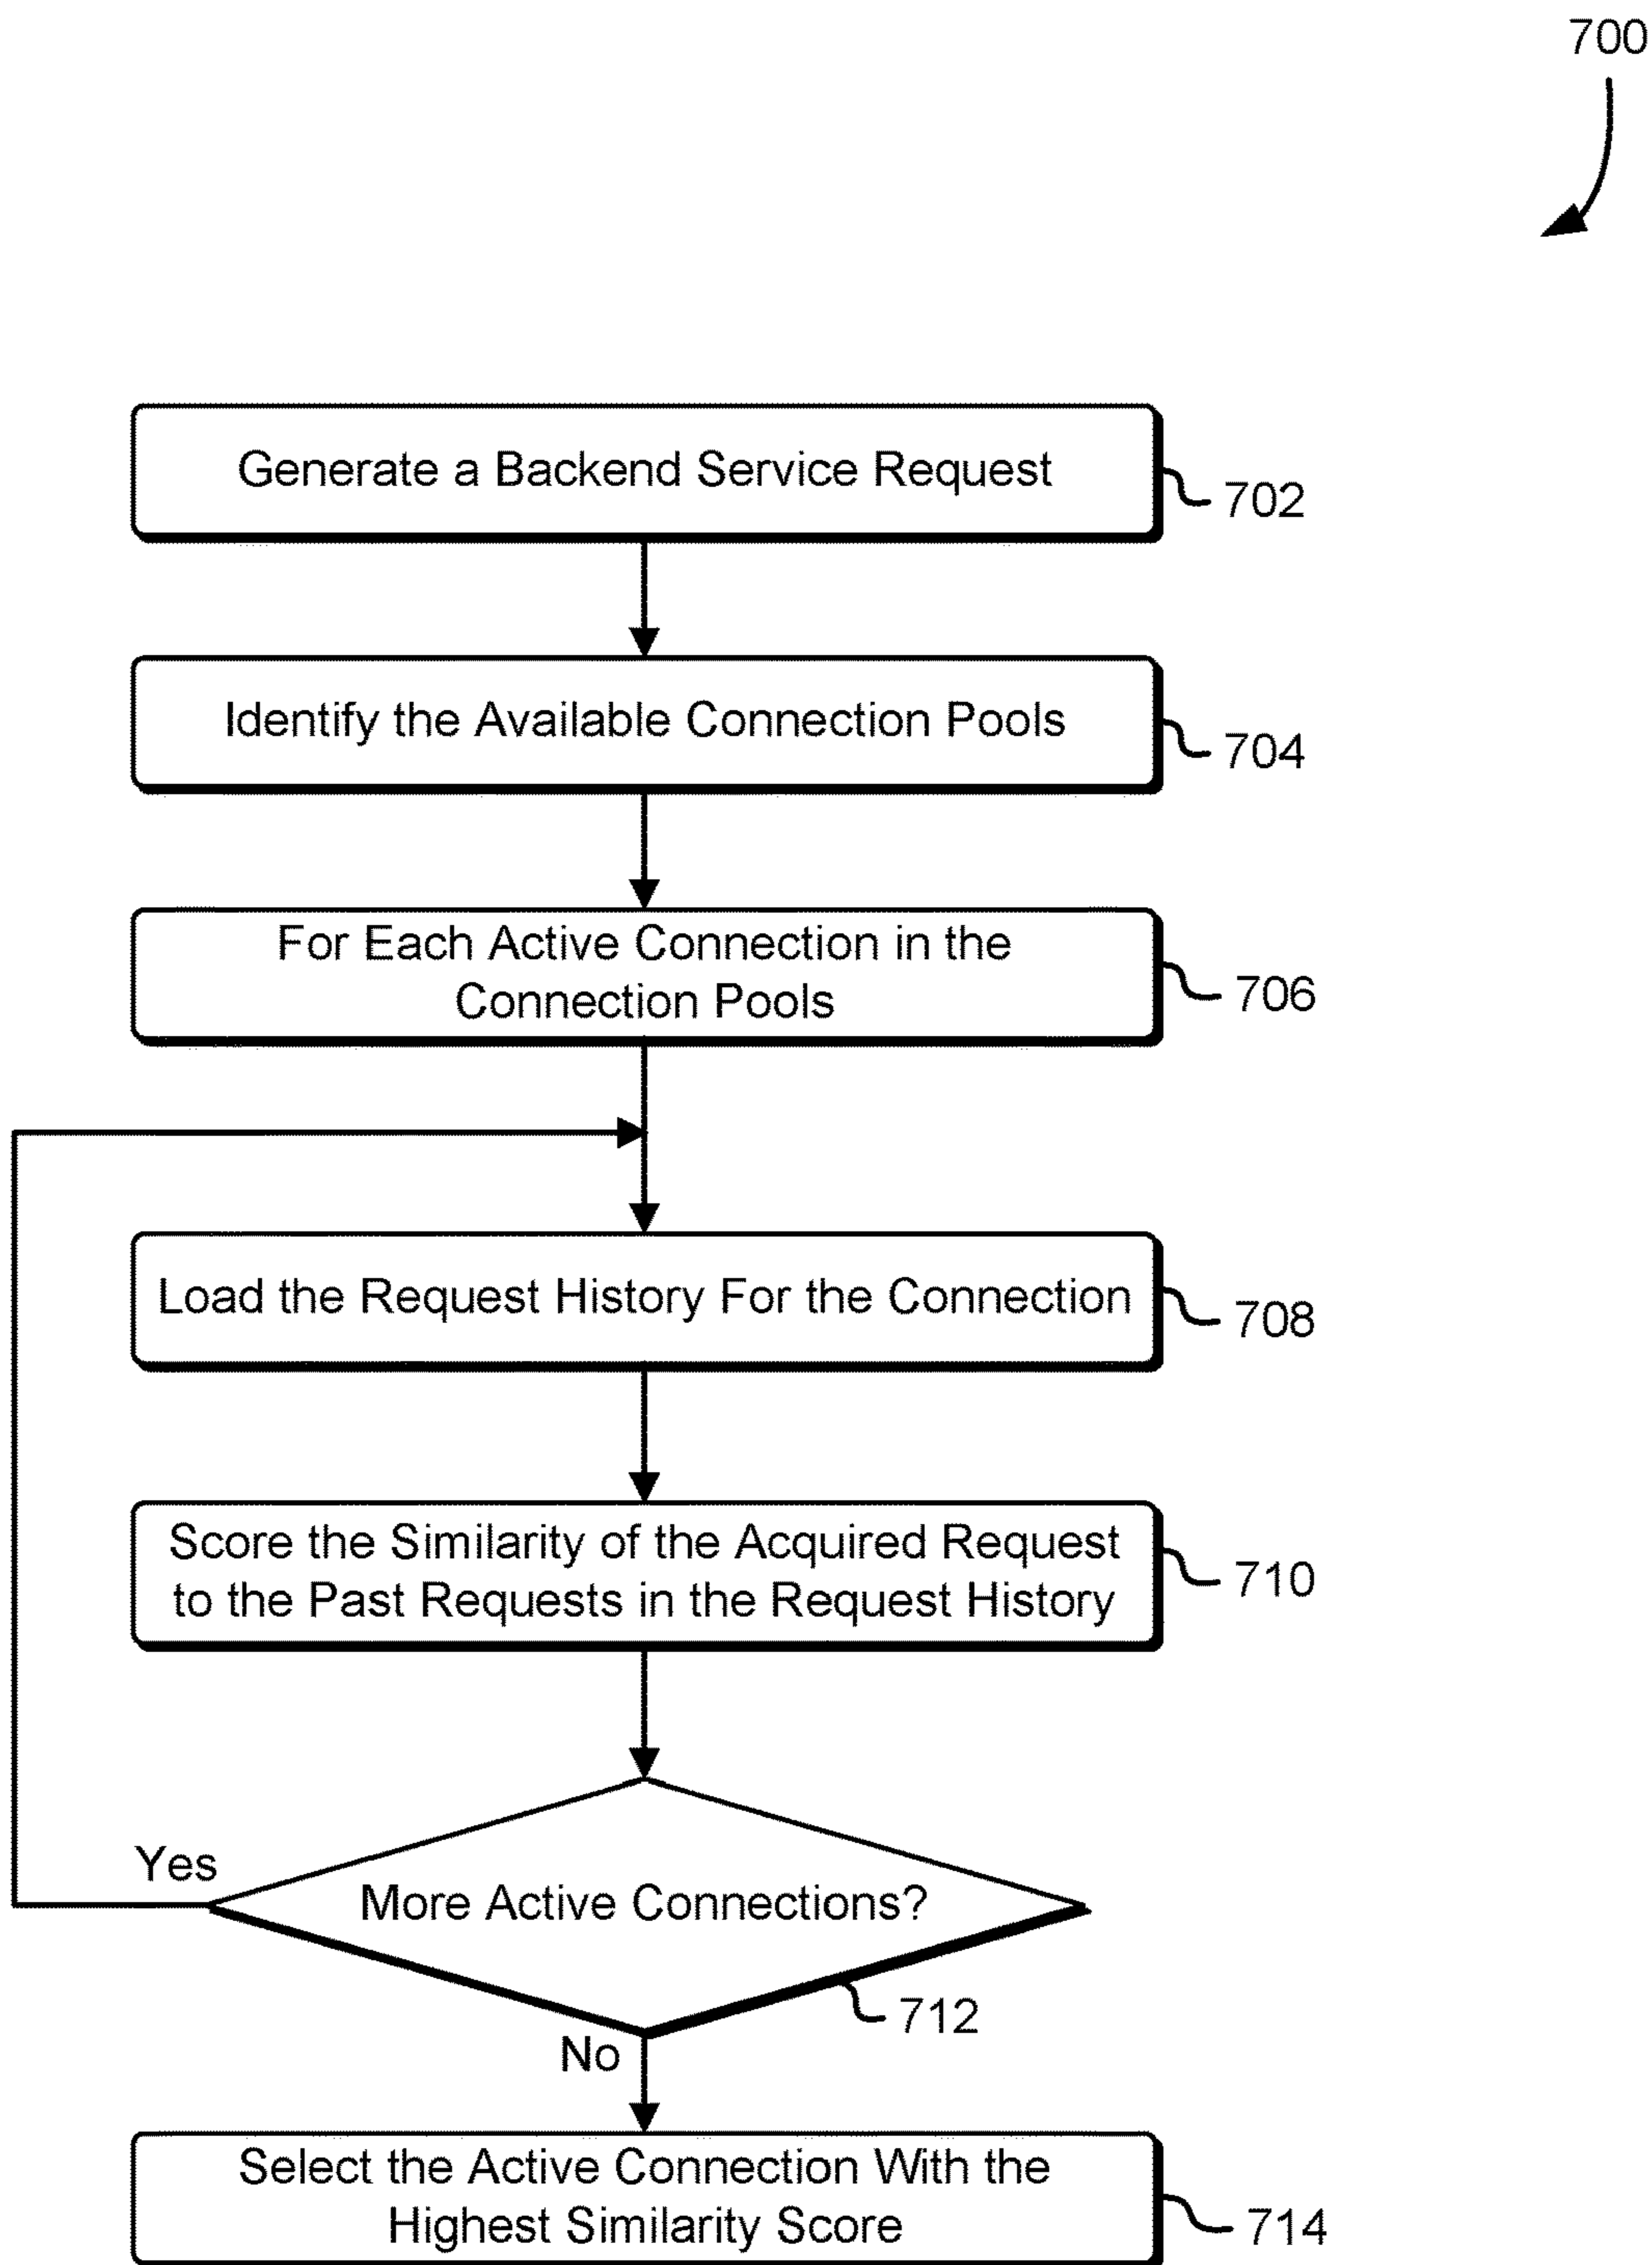 700
Generate a Backend Service Request
702
Identify the Available Connection Pools
704
For Each Active Connection in the
Connection Pools
706
Load the Request History For the Connection
708
Score the Similarity of the Acquired Request
to the Past Requests in the Request History
710
Yes
More Active Connections?
712
No
Select the Active Connection With the
Highest Similarity Score
714